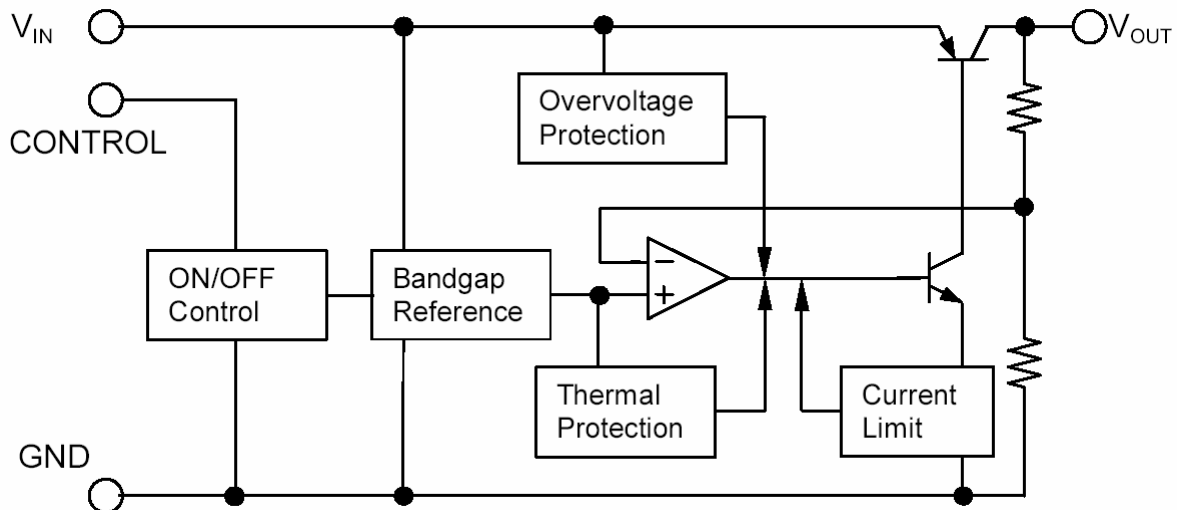 V_IN
V_OUT
CONTROL
Overvoltage
Protection
ON/OFF
Control
Bandgap
Reference
−
+
Thermal
Protection
Current
Limit
GND